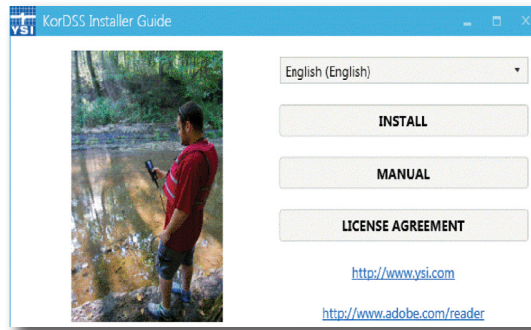 YSI
KorDSS Installer Guide
English (English)
INSTALL
MANUAL
LICENSE AGREEMENT
http://www.ysi.com
http://www.adobe.com/reader